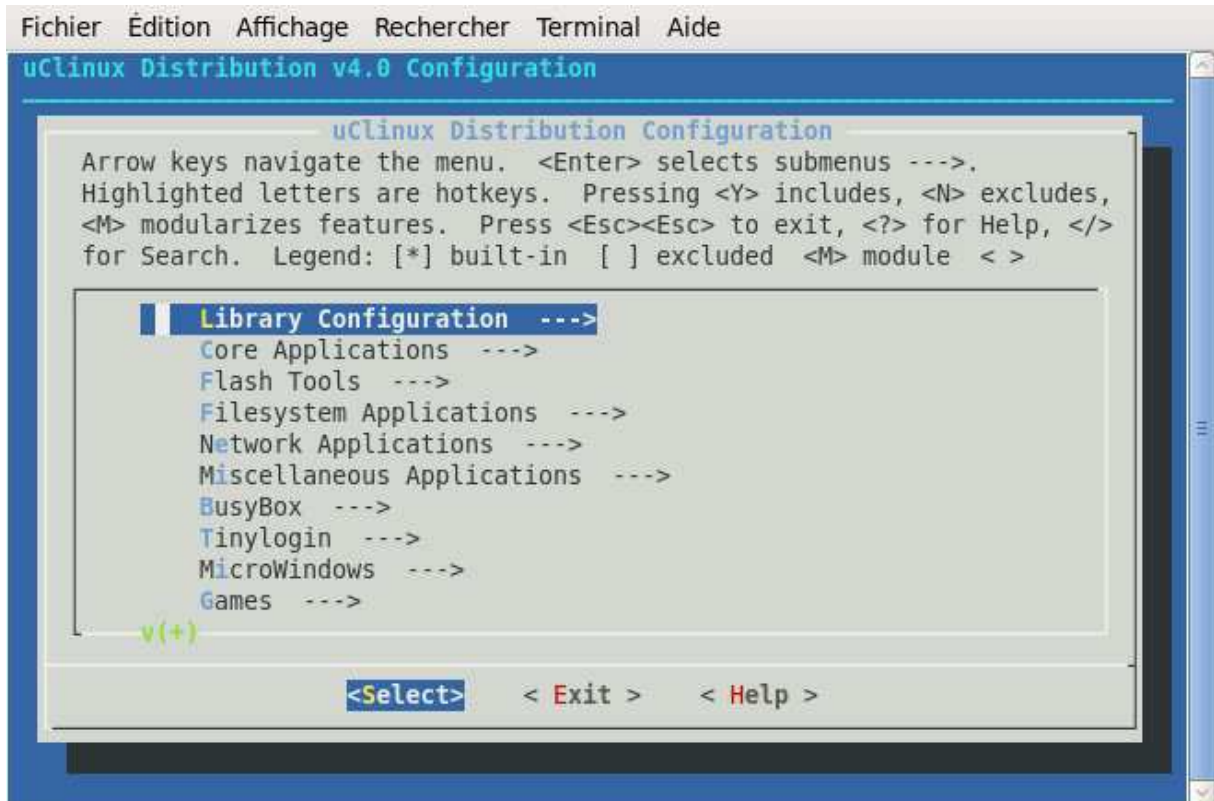 Fichier Édition Affichage Rechercher Terminal Aide
uClinux Distribution v4.0 Configuration
uClinux Distribution Configuration
Arrow keys navigate the menu. <Enter> selects submenus --->.
Highlighted letters are hotkeys. Pressing <Y> includes, <N> excludes,
<M> modularizes features. Press <Esc><Esc> to exit, <?> for Help, </>
for Search. Legend: [*] built-in [ ] excluded <M> module < >
Library Configuration --->
Core Applications --->
Flash Tools --->
Filesystem Applications --->
Network Applications --->
Miscellaneous Applications --->
BusyBox --->
Tinylogin --->
MicroWindows --->
Games --->
v(+)
<Select> < Exit > < Help >